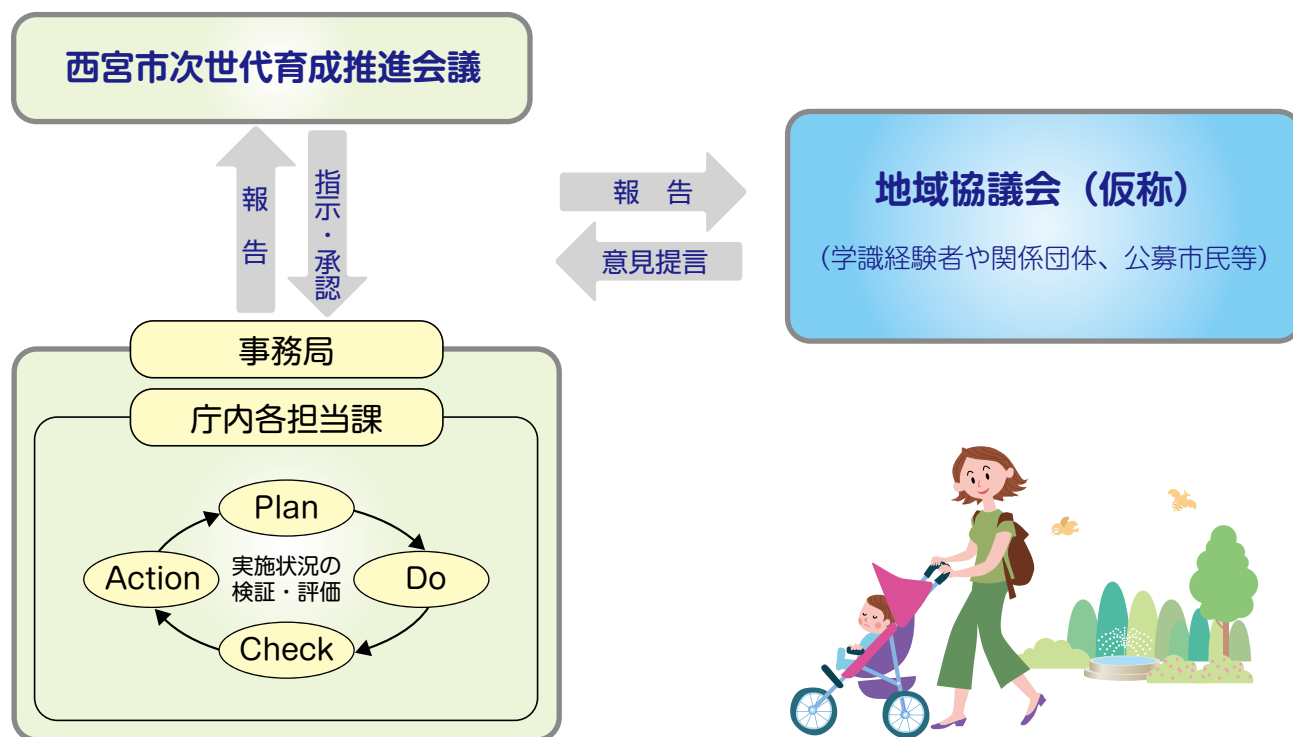 西宮市次世代育成推進会議
報告
指示・承認
報　告
意見提言
地域協議会（仮称）
（学識経験者や関係団体、公募市民等）
事務局
庁内各担当課
Plan
Action
実施状況の
検証・評価
Do
Check